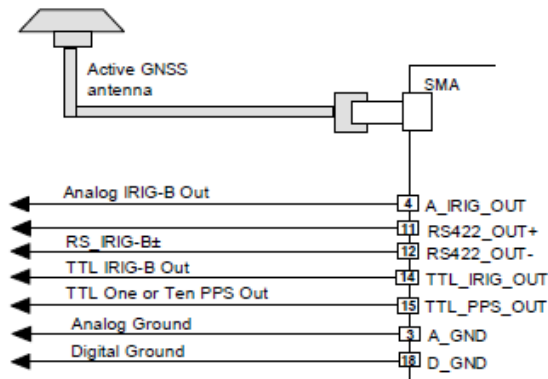 Active GNSS
antenna
SMA
Analog IRIG-B Out
4 A_IRIG_OUT
11 RS422_OUT+
RS_IRIG-B±
12 RS422_OUT-
TTL IRIG-B Out
14 TTL_IRIG_OUT
TTL One or Ten PPS Out
15 TTL_PPS_OUT
Analog Ground
3 A_GND
Digital Ground
18 D_GND